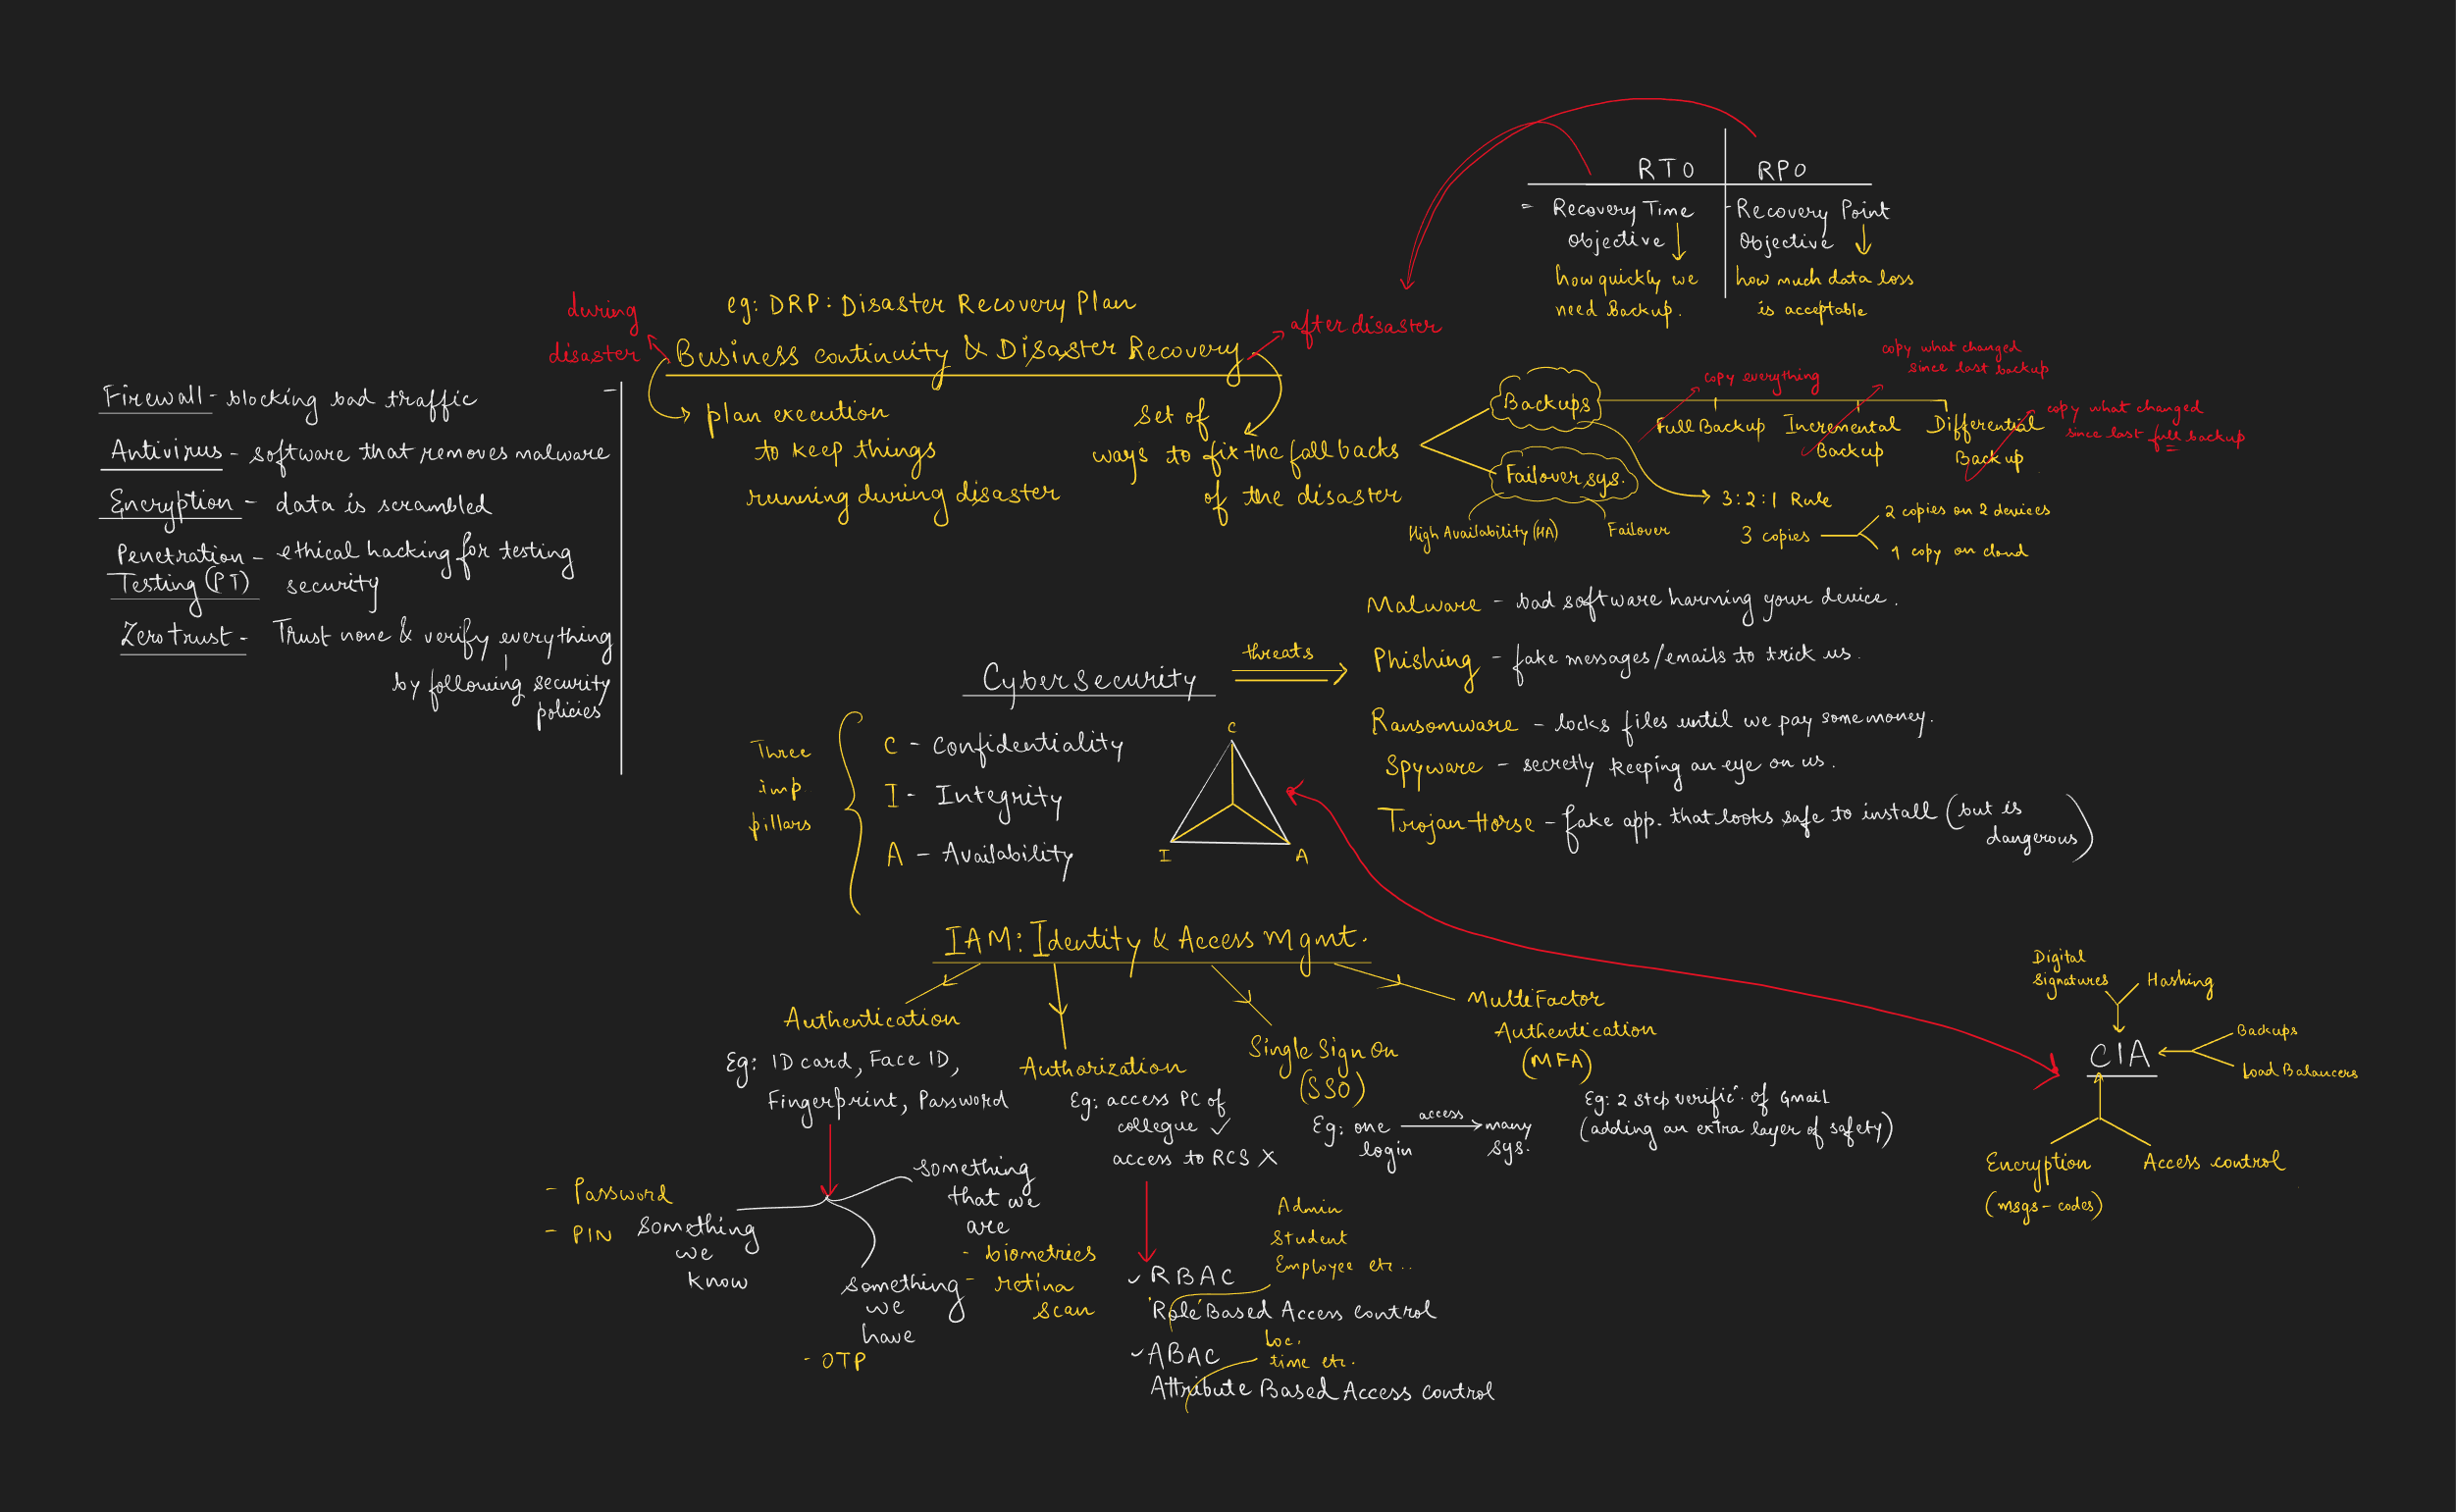 RTO
RPO
- Recovery Time
objective
how quickly we
need Backup.
- Recovery Point
Objective
how much data loss
is acceptable
during
disaster
eg: DRP: Disaster Recovery Plan
Business continuity & Disaster Recovery
after disaster
plan execution
to keep things
running during disaster
set of
ways to fix the fallbacks
of the disaster
Backups
Failover sys.
High Availability (HA)
Failover
copy everything
Full Backup
copy what changed
since last backup
Incremental
Backup
copy what changed
since last full backup
Differential
Back up
3:2:1 Rule
3 copies
2 copies on 2 devices
1 copy on cloud
Firewall - blocking bad traffic
Antivirus - software that removes malware
Encryption - data is scrambled
Penetration - ethical hacking for testing
Testing (PT) security
Zero trust - Trust none & verify everything
by following security
policies
Cybersecurity
threats
Malware - bad software harming your device.
Phishing - fake messages/emails to trick us.
Ransomware - locks files until we pay some money.
Spyware - secretly keeping an eye on us.
Trojan Horse - fake app. that looks safe to install (but is
dangerous)
Three
imp
pillars
C - Confidentiality
I - Integrity
A - Availability
C
I
A
IAM: Identity & Access Mgmt.
Authentication
Eg: ID card, Face ID,
Fingerprint, Password
- Password
- PIN
something
we
know
something
that we
are
- biometrics
- retina
scan
something
we
have
- OTP
Authorization
Eg: access PC of
collegue ✓
access to RCS X
Admin
Student
Employee etc..
✓ RBAC
'Role' Based Access control
Loc.
time etc.
✓ ABAC
Attribute Based Access control
Single Sign On
(SSO)
Eg: one
login
access
many
sys.
MultiFactor
Authentication
(MFA)
Eg: 2 step verific. of Gmail
(adding an extra layer of safety)
Digital
signatures
Hashing
CIA
Backups
Load Balancers
Encryption
(msgs - codes)
Access control